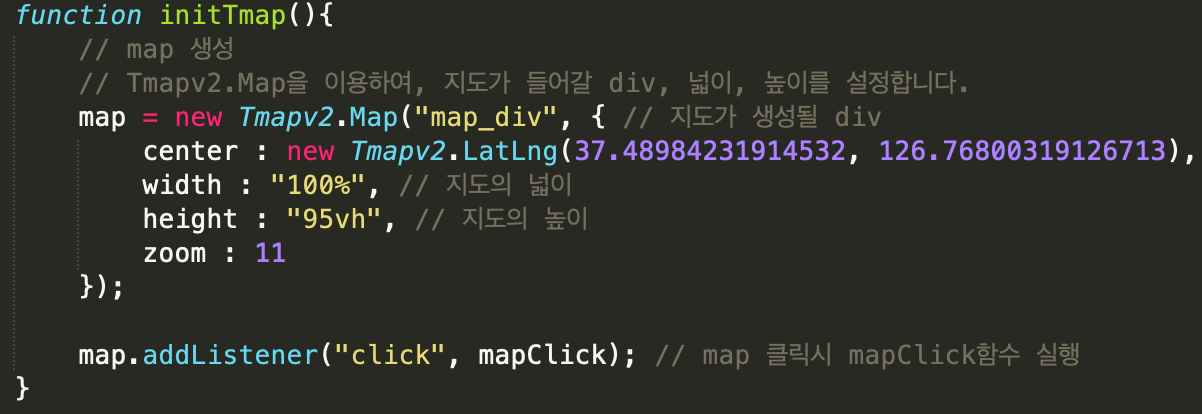 function initTmap(){
    // map 생성
    // Tmapv2.Map을 이용하여, 지도가 들어갈 div, 넓이, 높이를 설정합니다.
    map = new Tmapv2.Map("map_div", { // 지도가 생성될 div
        center : new Tmapv2.LatLng(37.48984231914532, 126.76800319126713),
        width : "100%", // 지도의 넓이
        height : "95vh", // 지도의 높이
        zoom : 11
    });

    map.addListener("click", mapClick); // map 클릭시 mapClick함수 실행
}